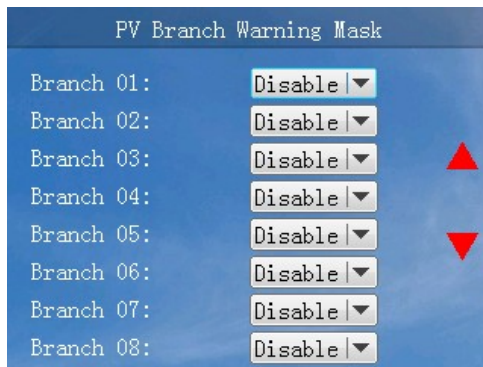 PV Branch Warning Mask
Branch 01: Disable
Branch 02: Disable
Branch 03: Disable
Branch 04: Disable
Branch 05: Disable
Branch 06: Disable
Branch 07: Disable
Branch 08: Disable